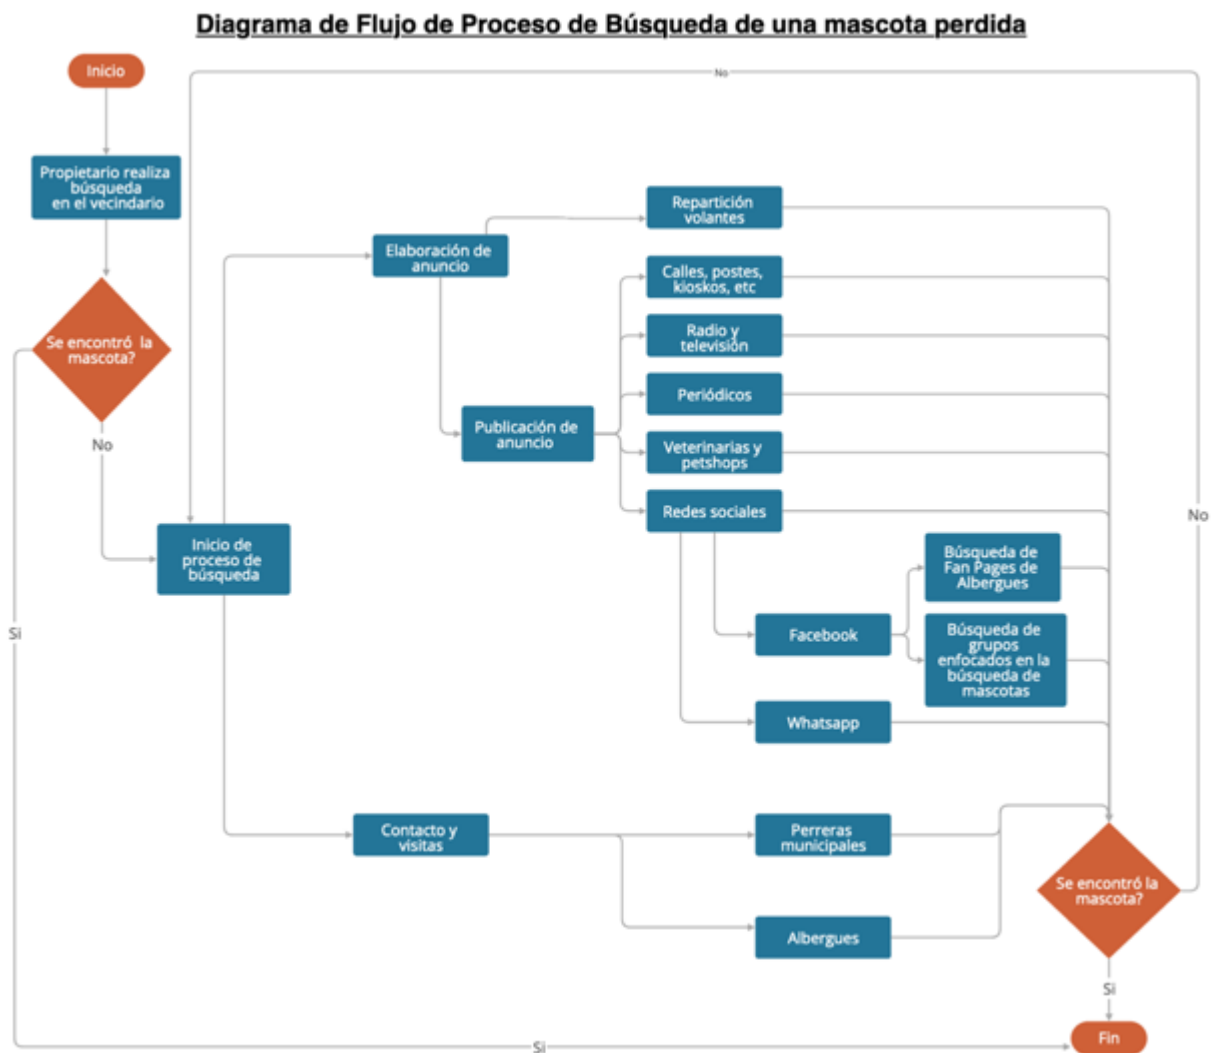 Diagrama de Flujo de Proceso de Búsqueda de una mascota perdida
Inicio
No
Propietario realiza
búsqueda
en el vecindario
Repartición
volantes
Elaboración de
anuncio
Calles, postes,
kioskos, etc
Se encontró la
mascota?
Radio y
televisión
Periódicos
Publicación de
anuncio
No
Veterinarias y
petshops
Redes sociales
No
Inicio de
proceso de
búsqueda
Búsqueda de
Fan Pages de
Albergues
Si
Facebook
Búsqueda de
grupos
enfocados en la
búsqueda de
mascotas
Whatsapp
Contacto y
visitas
Perreras
municipales
Se encontró la
mascota?
Albergues
Si
Fin
Si